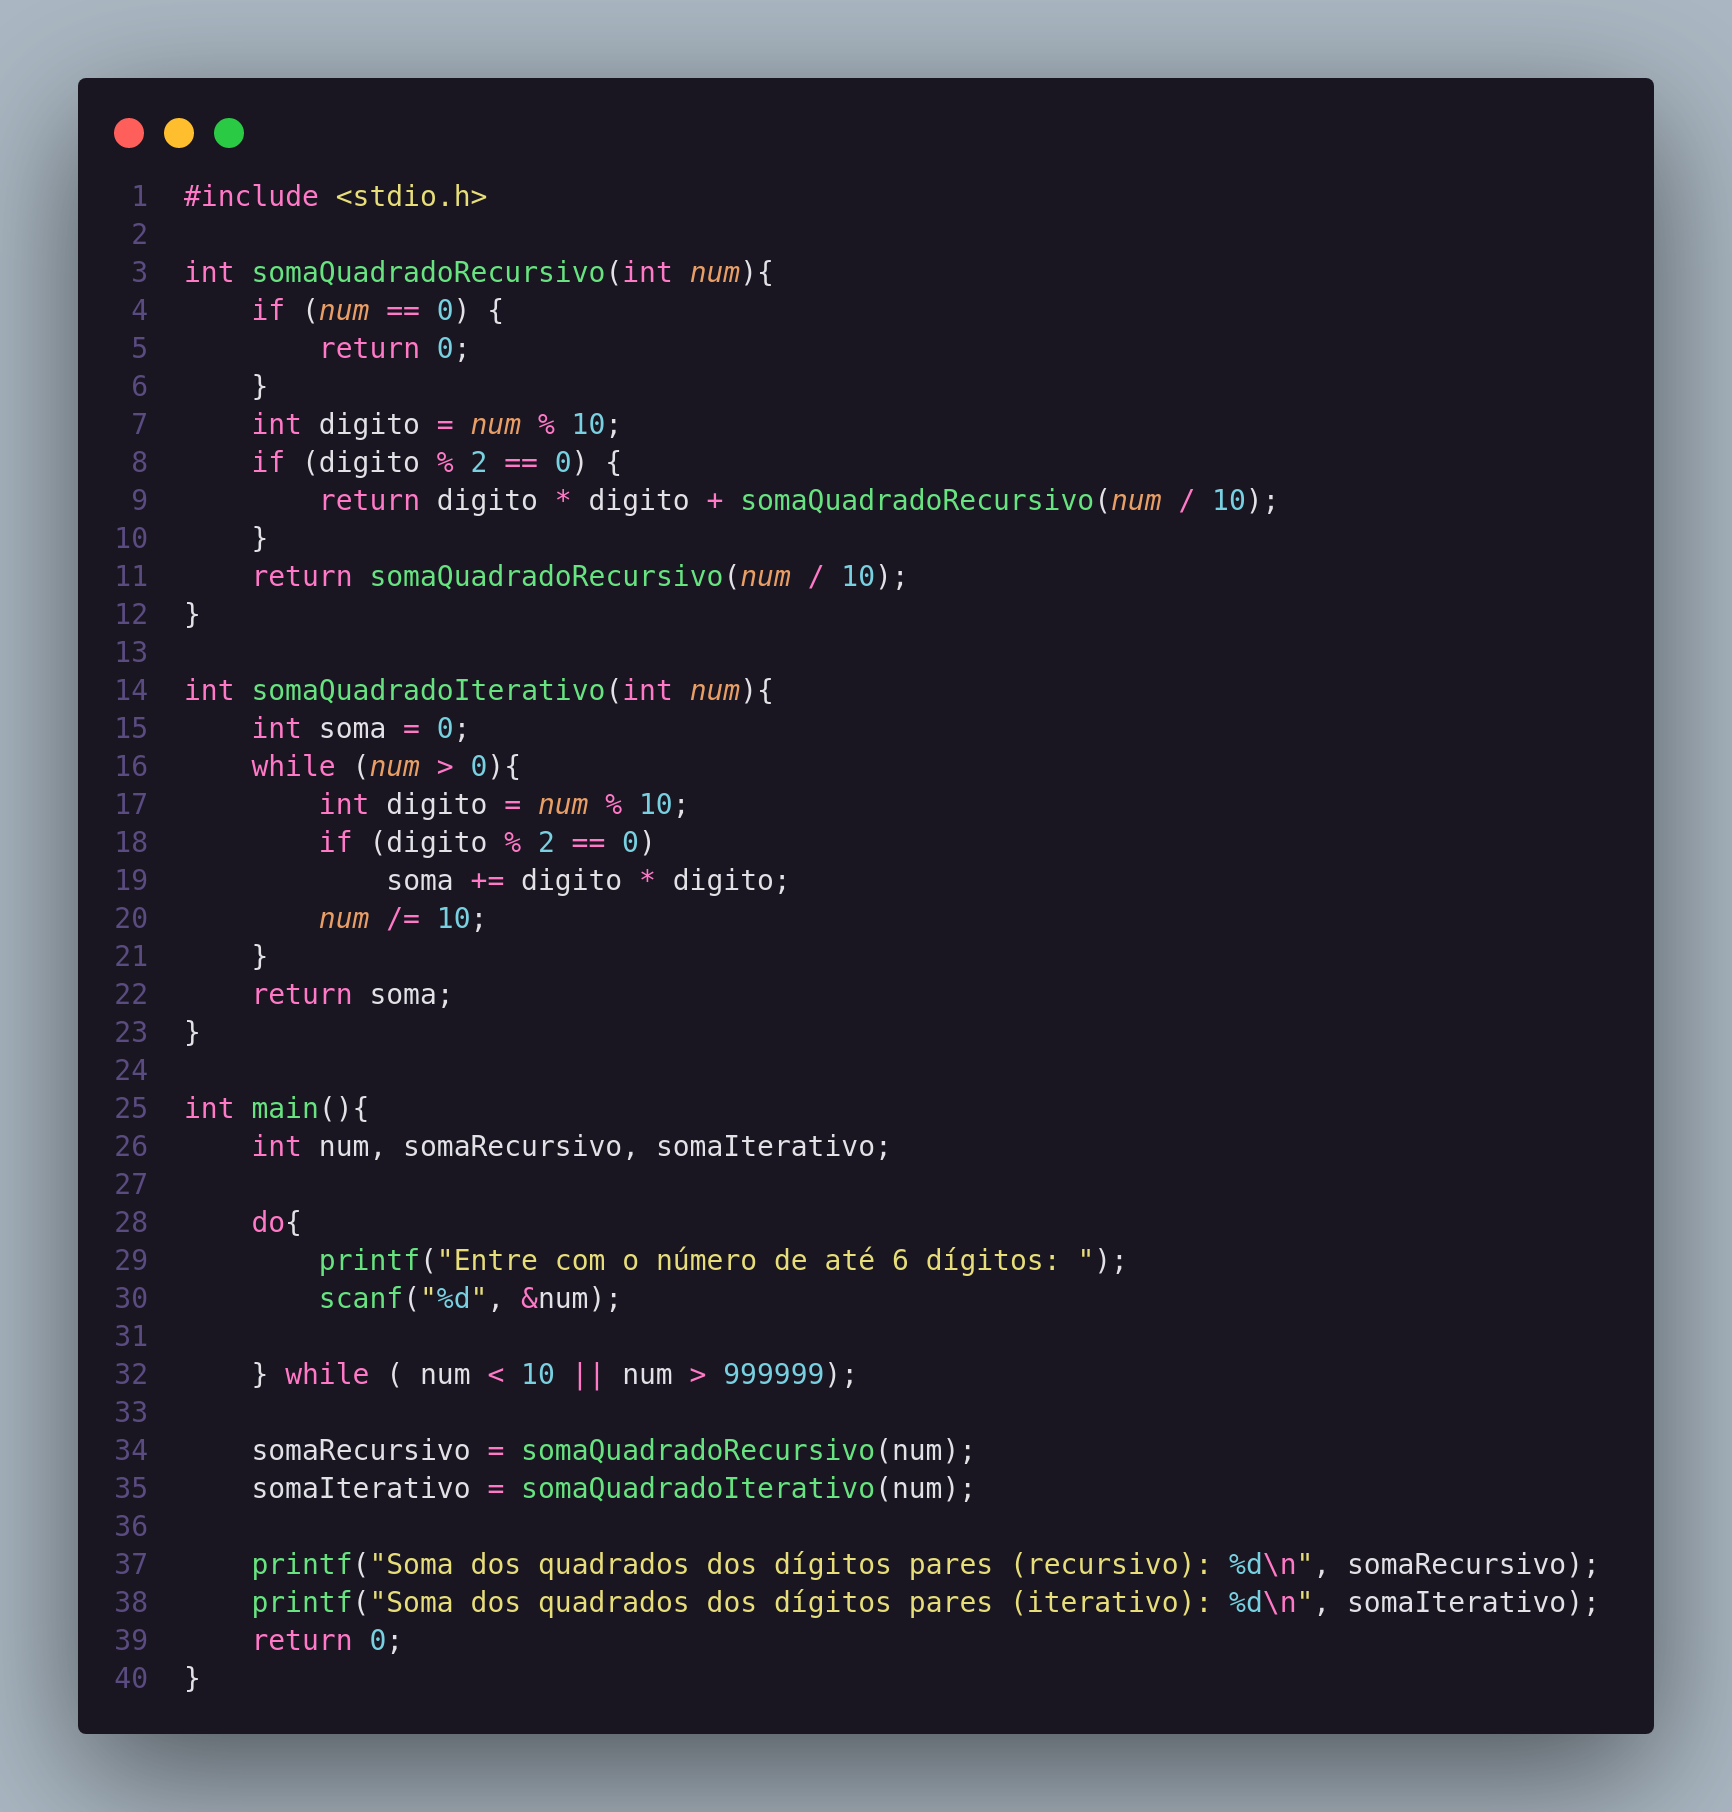 1 #include <stdio.h>
2
3 int somaQuadradoRecursivo(int num){
4     if (num == 0) {
5         return 0;
6     }
7     int digito = num % 10;
8     if (digito % 2 == 0) {
9         return digito * digito + somaQuadradoRecursivo(num / 10);
10     }
11     return somaQuadradoRecursivo(num / 10);
12 }
13
14 int somaQuadradoIterativo(int num){
15     int soma = 0;
16     while (num > 0){
17         int digito = num % 10;
18         if (digito % 2 == 0)
19             soma += digito * digito;
20         num /= 10;
21     }
22     return soma;
23 }
24
25 int main(){
26     int num, somaRecursivo, somaIterativo;
27
28     do{
29         printf("Entre com o número de até 6 dígitos: ");
30         scanf("%d", &num);
31
32     } while ( num < 10 || num > 999999);
33
34     somaRecursivo = somaQuadradoRecursivo(num);
35     somaIterativo = somaQuadradoIterativo(num);
36
37     printf("Soma dos quadrados dos dígitos pares (recursivo): %d\n", somaRecursivo);
38     printf("Soma dos quadrados dos dígitos pares (iterativo): %d\n", somaIterativo);
39     return 0;
40 }